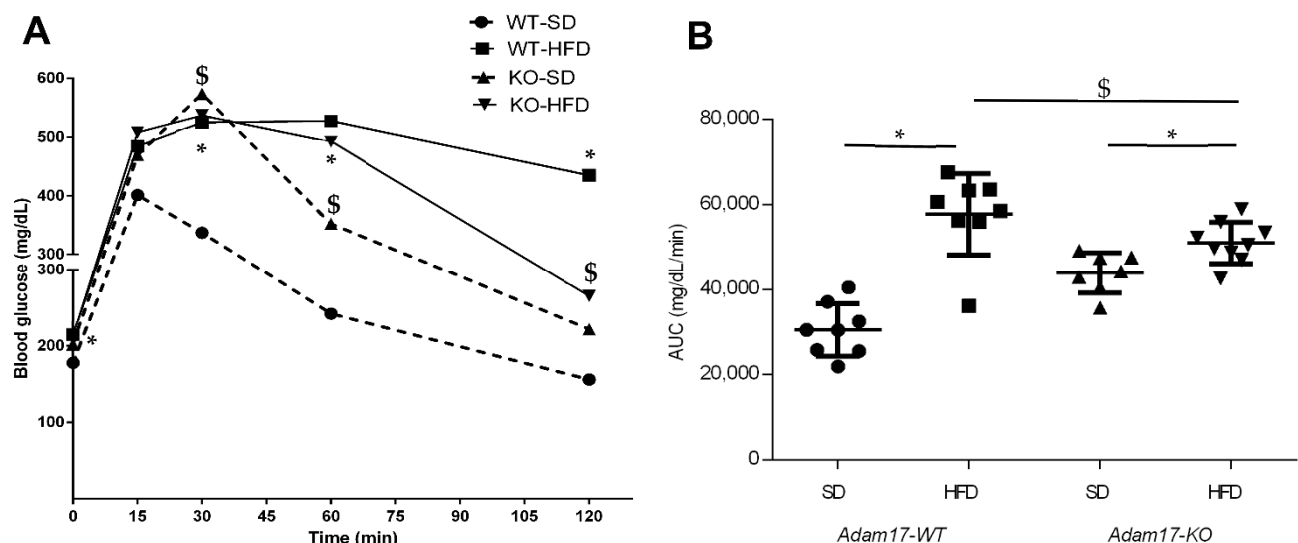 A
WT-SD
WT-HFD
KO-SD
KO-HFD
600
500
400
300
300
200
100
Blood glucose (mg/dL)
$
*
*
$
*
*
$
0 15 30 45 60 75 90 105 120
Time (min)
B
$
* *
80,000
60,000
40,000
20,000
0
AUC (mg/dL/min)
SD HFD SD HFD
Adam17-WT Adam17-KO